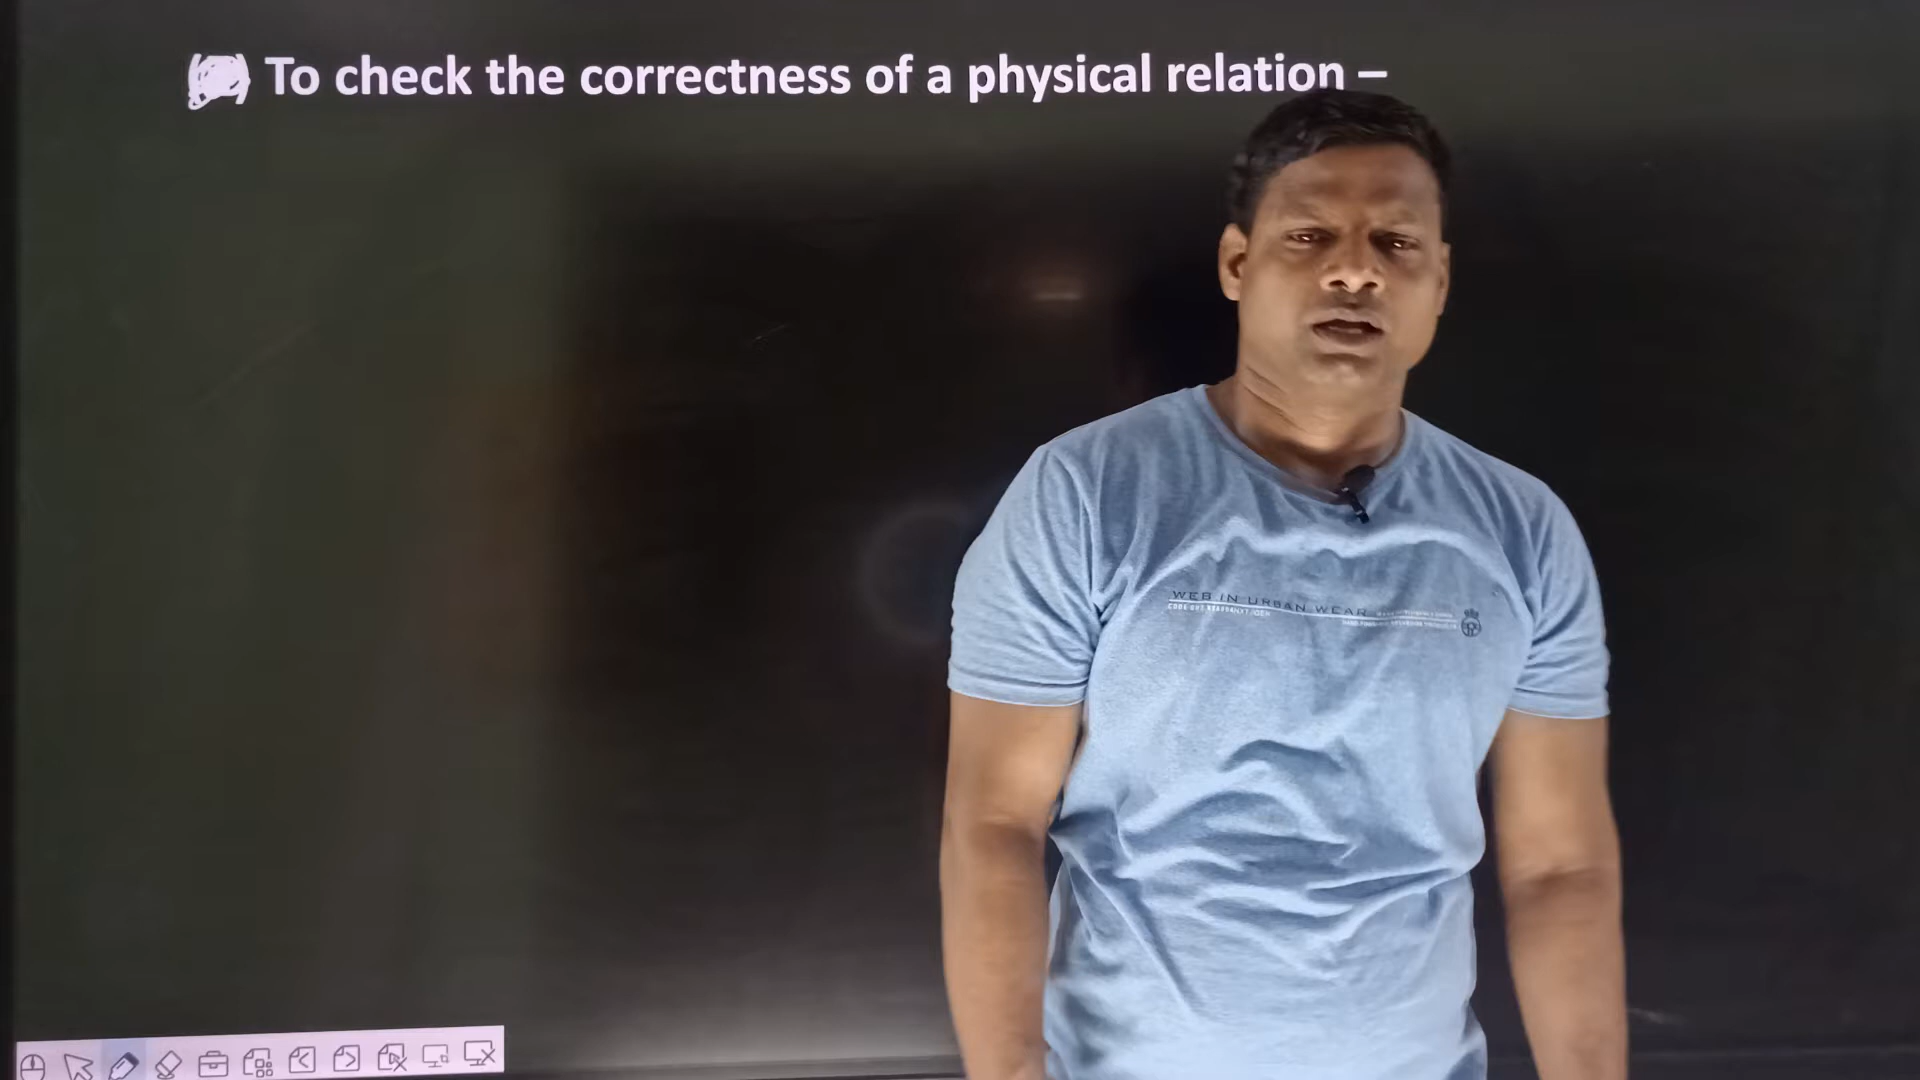 To check the correctness of a physical relation –
WEB IN URBAN WEAR